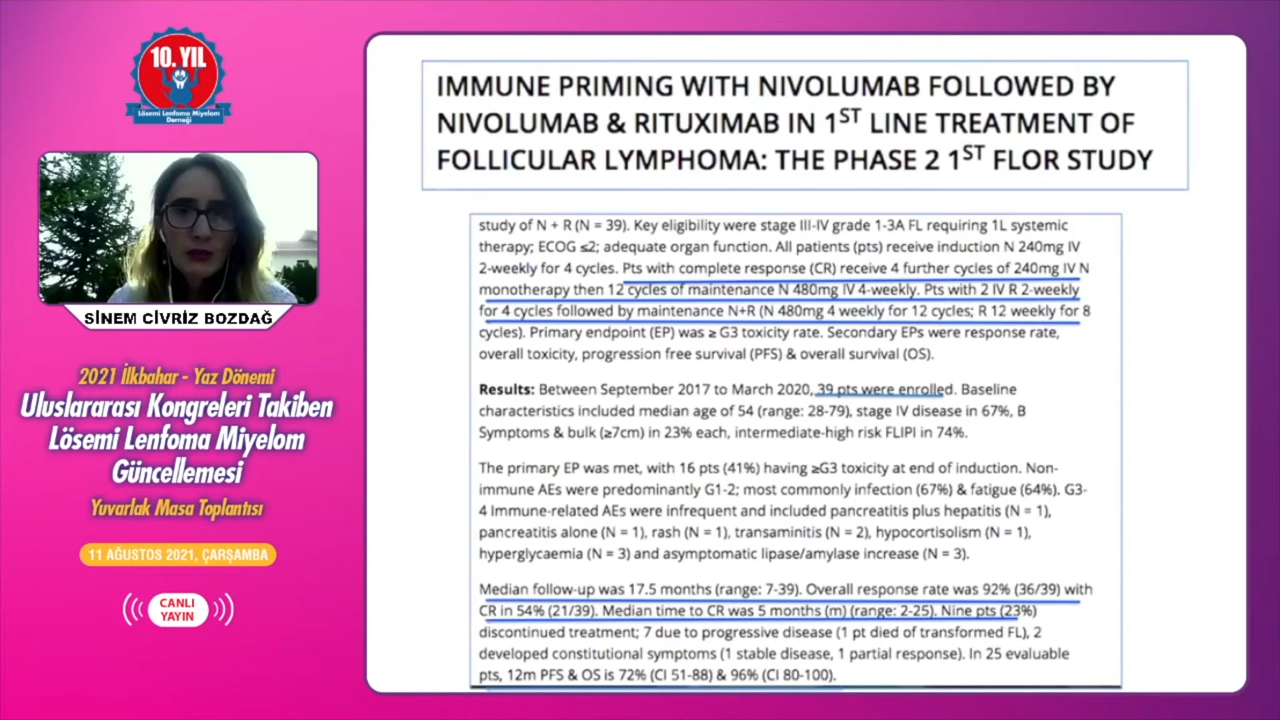 10. YIL
Lösemi Lenfoma Miyelom
Derneği
SİNEM CİVRİZ BOZDAĞ
2021 İlkbahar - Yaz Dönemi
Uluslararası Kongreleri Takiben
Lösemi Lenfoma Miyelom
Güncellemesi
Yuvarlak Masa Toplantısı
11 AĞUSTOS 2021, ÇARŞAMBA
CANLI
YAYIN
IMMUNE PRIMING WITH NIVOLUMAB FOLLOWED BY
NIVOLUMAB & RITUXIMAB IN 1ST LINE TREATMENT OF
FOLLICULAR LYMPHOMA: THE PHASE 2 1ST FLOR STUDY
study of N + R (N = 39). Key eligibility were stage III-IV grade 1-3A FL requiring 1L systemic
therapy; ECOG ≤2; adequate organ function. All patients (pts) receive induction N 240mg IV
2-weekly for 4 cycles. Pts with complete response (CR) receive 4 further cycles of 240mg IV N
monotherapy then 12 cycles of maintenance N 480mg IV 4-weekly. Pts with 2 IV R 2-weekly
for 4 cycles followed by maintenance N+R (N 480mg 4 weekly for 12 cycles; R 12 weekly for 8
cycles). Primary endpoint (EP) was ≥ G3 toxicity rate. Secondary EPs were response rate,
overall toxicity, progression free survival (PFS) & overall survival (OS).
Results: Between September 2017 to March 2020, 39 pts were enrolled. Baseline
characteristics included median age of 54 (range: 28-79), stage IV disease in 67%, B
Symptoms & bulk (≥7cm) in 23% each, intermediate-high risk FLIPI in 74%.
The primary EP was met, with 16 pts (41%) having ≥G3 toxicity at end of induction. Non-
immune AEs were predominantly G1-2; most commonly infection (67%) & fatigue (64%). G3-
4 Immune-related AEs were infrequent and included pancreatitis plus hepatitis (N = 1),
pancreatitis alone (N = 1), rash (N = 1), transaminitis (N = 2), hypocortisolism (N = 1),
hyperglycaemia (N = 3) and asymptomatic lipase/amylase increase (N = 3).
Median follow-up was 17.5 months (range: 7-39). Overall response rate was 92% (36/39) with
CR in 54% (21/39). Median time to CR was 5 months (m) (range: 2-25). Nine pts (23%)
discontinued treatment; 7 due to progressive disease (1 pt died of transformed FL), 2
developed constitutional symptoms (1 stable disease, 1 partial response). In 25 evaluable
pts, 12m PFS & OS is 72% (CI 51-88) & 96% (CI 80-100).